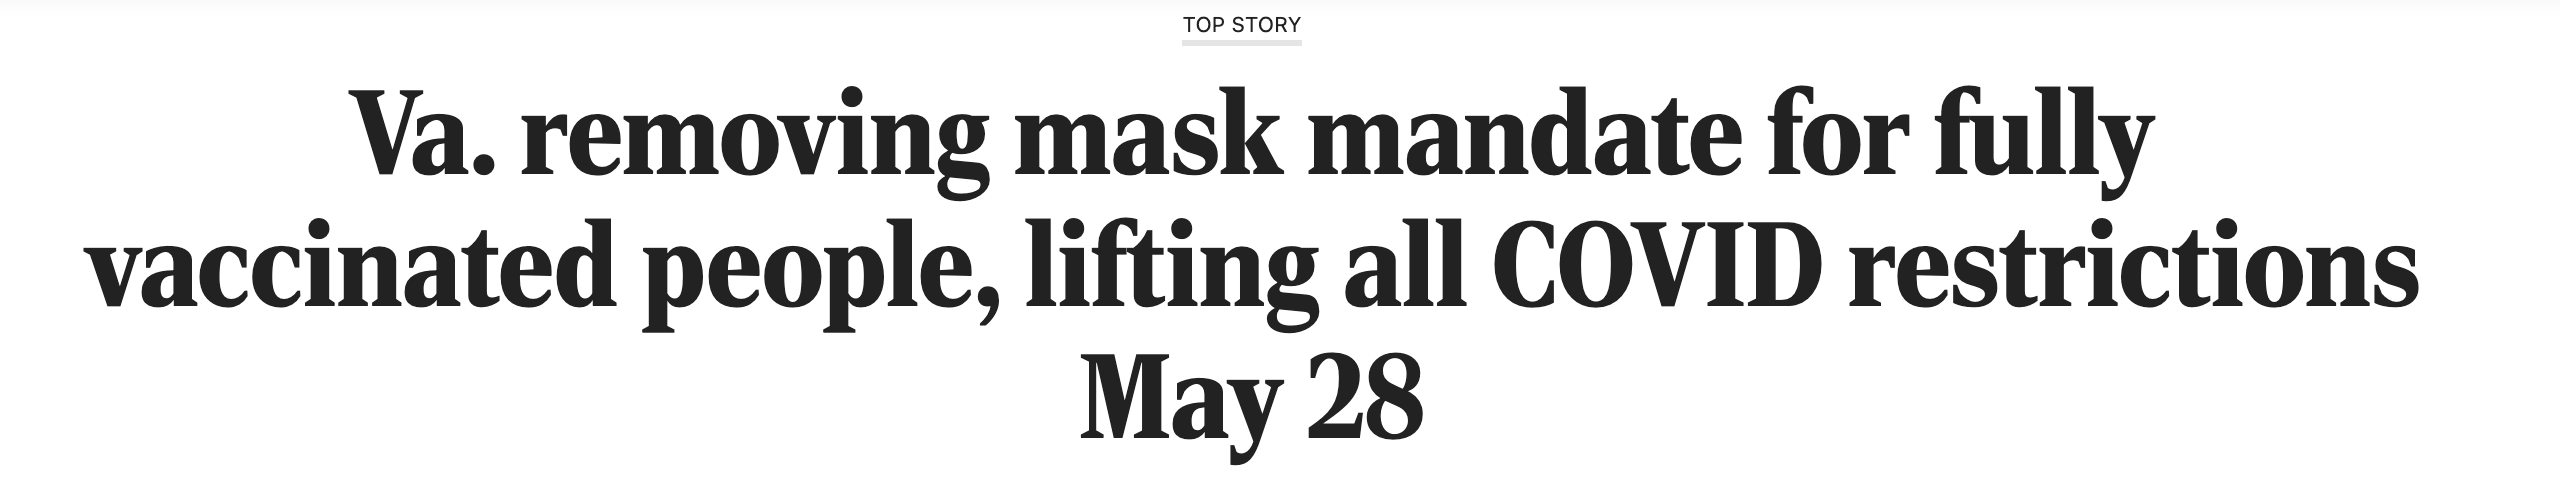 TOP STORY
Va. removing mask mandate for fully
vaccinated people, lifting all COVID restrictions
May 28